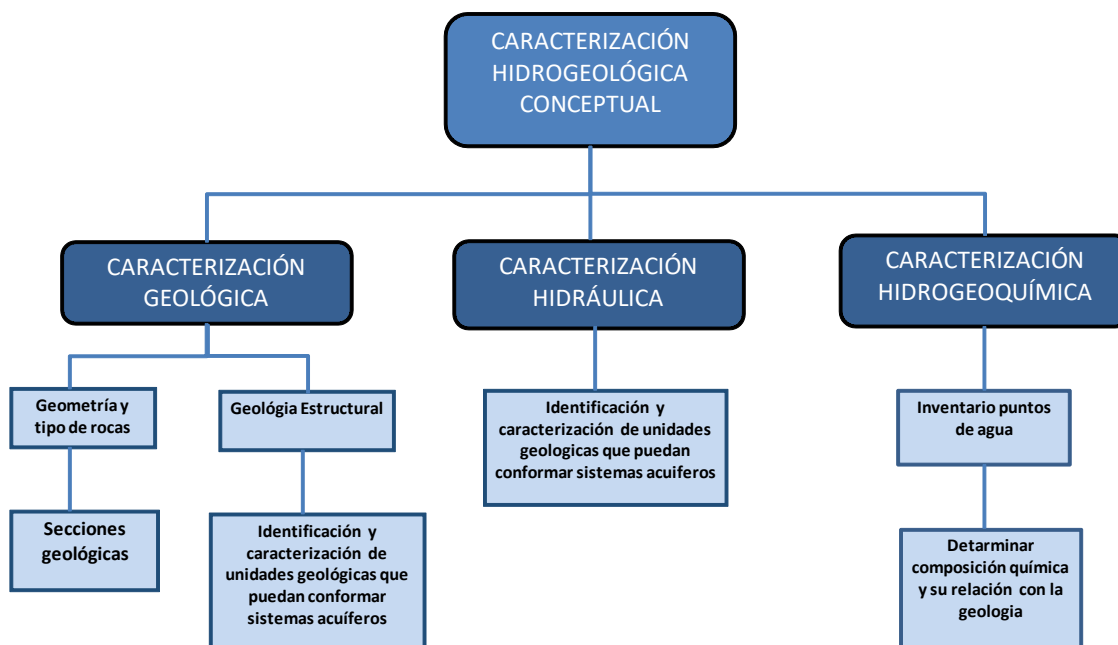 CARACTERIZACIÓN
HIDROGEOLÓGICA
CONCEPTUAL
CARACTERIZACIÓN
GEOLÓGICA
CARACTERIZACIÓN
HIDRÁULICA
CARACTERIZACIÓN
HIDROGEOQUÍMICA
Geometría y
tipo de rocas
Geológia Estructural
Identificación y
caracterización de unidades
geologicas que puedan
conformar sistemas acuiferos
Inventario puntos
de agua
Secciones
geológicas
Identificación y
caracterización de
unidades geológicas que
puedan conformar
sistemas acuíferos
Detarminar
composición química
y su relación con la
geologia